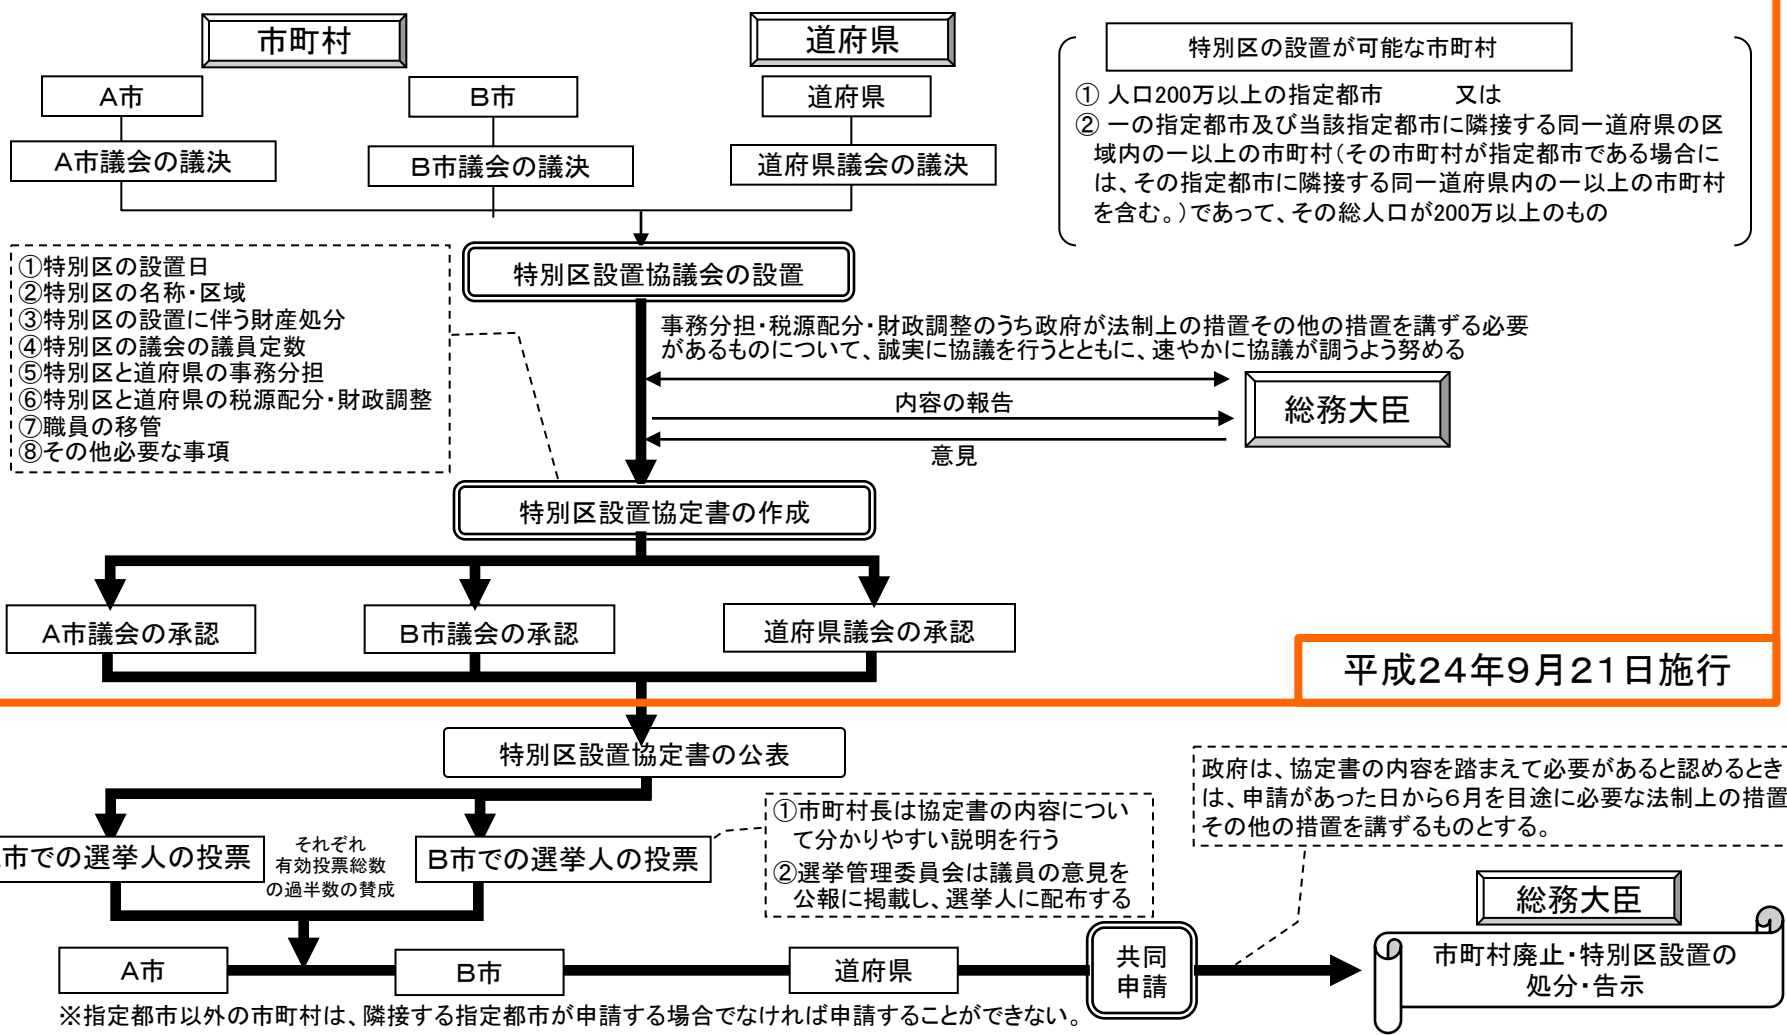 市町村
道府県
A市
B市
道府県
A市議会の議決
B市議会の議決
道府県議会の議決
特別区の設置が可能な市町村
① 人口200万以上の指定都市　　又は
② 一の指定都市及び当該指定都市に隣接する同一道府県の区
域内の一以上の市町村(その市町村が指定都市である場合に
は、その指定都市に隣接する同一道府県内の一以上の市町村
を含む。)であって、その総人口が200万以上のもの
特別区設置協議会の設置
①特別区の設置日
②特別区の名称・区域
③特別区の設置に伴う財産処分
④特別区の議会の議員定数
⑤特別区と道府県の事務分担
⑥特別区と道府県の税源配分・財政調整
⑦職員の移管
⑧その他必要な事項
事務分担・税源配分・財政調整のうち政府が法制上の措置その他の措置を講ずる必要
があるものについて、誠実に協議を行うとともに、速やかに協議が調うよう努める
内容の報告
意見
総務大臣
特別区設置協定書の作成
A市議会の承認
B市議会の承認
道府県議会の承認
平成24年9月21日施行
特別区設置協定書の公表
市での選挙人の投票
それぞれ
有効投票総数
の過半数の賛成
B市での選挙人の投票
①市町村長は協定書の内容につい
て分かりやすい説明を行う
②選挙管理委員会は議員の意見を
公報に掲載し、選挙人に配布する
政府は、協定書の内容を踏まえて必要があると認めるとき
は、申請があった日から6月を目途に必要な法制上の措置
その他の措置を講ずるものとする。
A市
B市
道府県
共同
申請
総務大臣
市町村廃止・特別区設置の
処分・告示
※指定都市以外の市町村は、隣接する指定都市が申請する場合でなければ申請することができない。